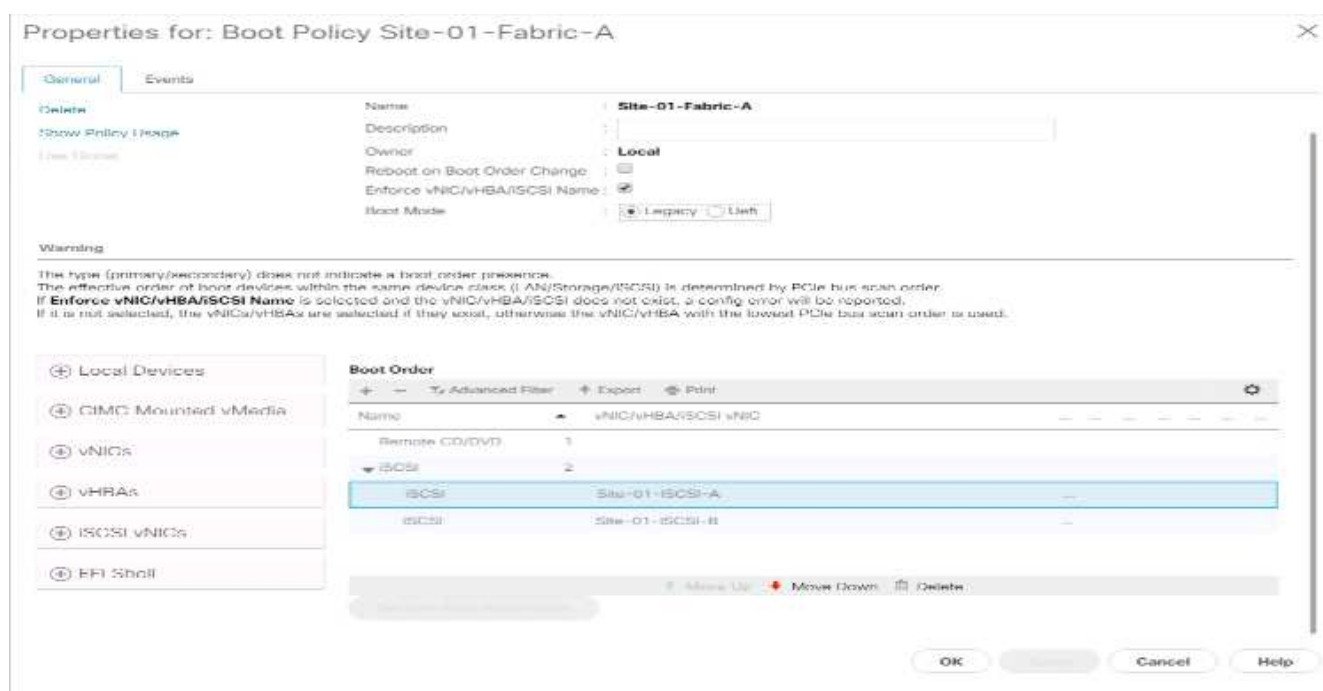 Properties for: Boot Policy Site-01-Fabric-A
General Events
Delete
Show Policy Usage
Use Global
Name : Site-01-Fabric-A
Description :
Owner : Local
Reboot on Boot Order Change :
Enforce vNIC/vHBA/iSCSI Name :
Boot Mode : Legacy Uefi
Warning
The type (primary/secondary) does not indicate a boot order presence.
The effective order of boot devices within the same device class (LAN/Storage/iSCSI) is determined by PCIe bus scan order.
If Enforce vNIC/vHBA/iSCSI Name is selected and the vNIC/vHBA/iSCSI does not exist, a config error will be reported.
If it is not selected, the vNICs/vHBAs are selected if they exist, otherwise the vNIC/vHBA with the lowest PCIe bus scan order is used.
Local Devices
CIMC Mounted vMedia
vNICs
vHBAs
iSCSI vNICs
EFI Shell
Boot Order
+ − Advanced Filter Export Print
Name vNIC/vHBA/iSCSI vNIC
Remote CD/DVD 1
iSCSI 2
iSCSI Site-01-iSCSI-A
iSCSI Site-01-iSCSI-B
Move Up Move Down Delete
OK Cancel Help